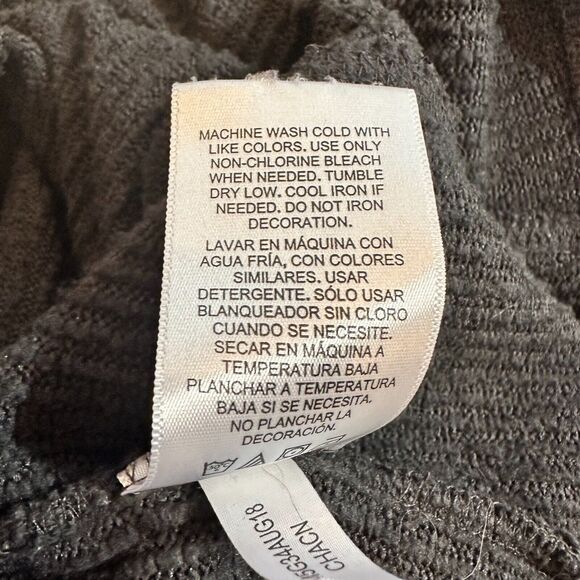 MACHINE WASH COLD WITH
LIKE COLORS. USE ONLY
NON-CHLORINE BLEACH
WHEN NEEDED. TUMBLE
DRY LOW. COOL IRON IF
NEEDED. DO NOT IRON
DECORATION.
LAVAR EN MÁQUINA CON
AGUA FRÍA, CON COLORES
SIMILARES. USAR
DETERGENTE. SÓLO USAR
BLANQUEADOR SIN CLORO
CUANDO SE NECESITE.
SECAR EN MÁQUINA A
TEMPERATURA BAJA
PLANCHAR A TEMPERATURA
BAJA SI SE NECESITA.
NO PLANCHAR LA
DECORACIÓN.
CHACN